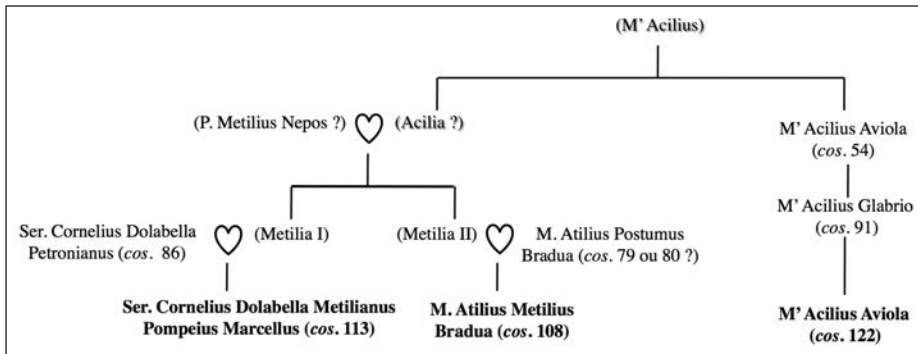 (M' Acilius)
(P. Metilius Nepos ?)
(Acilia ?)
M' Acilius Aviola
(cos. 54)
Ser. Cornelius Dolabella
Petronianus (cos. 86)
(Metilia I)
(Metilia II)
M. Atilius Postumus
Bradua (cos. 79 ou 80 ?)
M' Acilius Glabrio
(cos. 91)
Ser. Cornelius Dolabella Metilianus
Pompeius Marcellus (cos. 113)
M. Atilius Metilius
Bradua (cos. 108)
M' Acilius Aviola
(cos. 122)